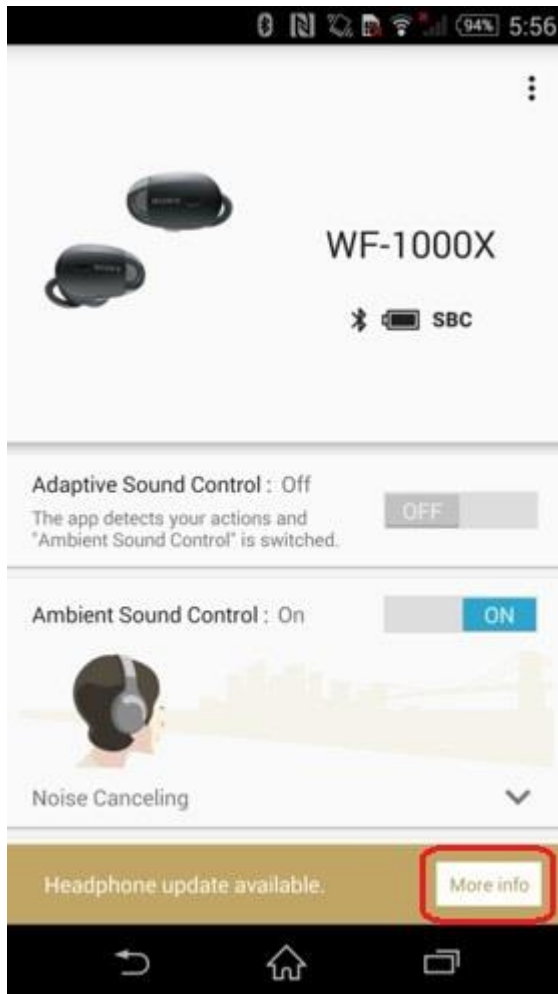 94% 5:56
WF-1000X
SBC
Adaptive Sound Control : Off
OFF
The app detects your actions and
"Ambient Sound Control" is switched.
Ambient Sound Control : On
ON
Noise Canceling
Headphone update available.
More info